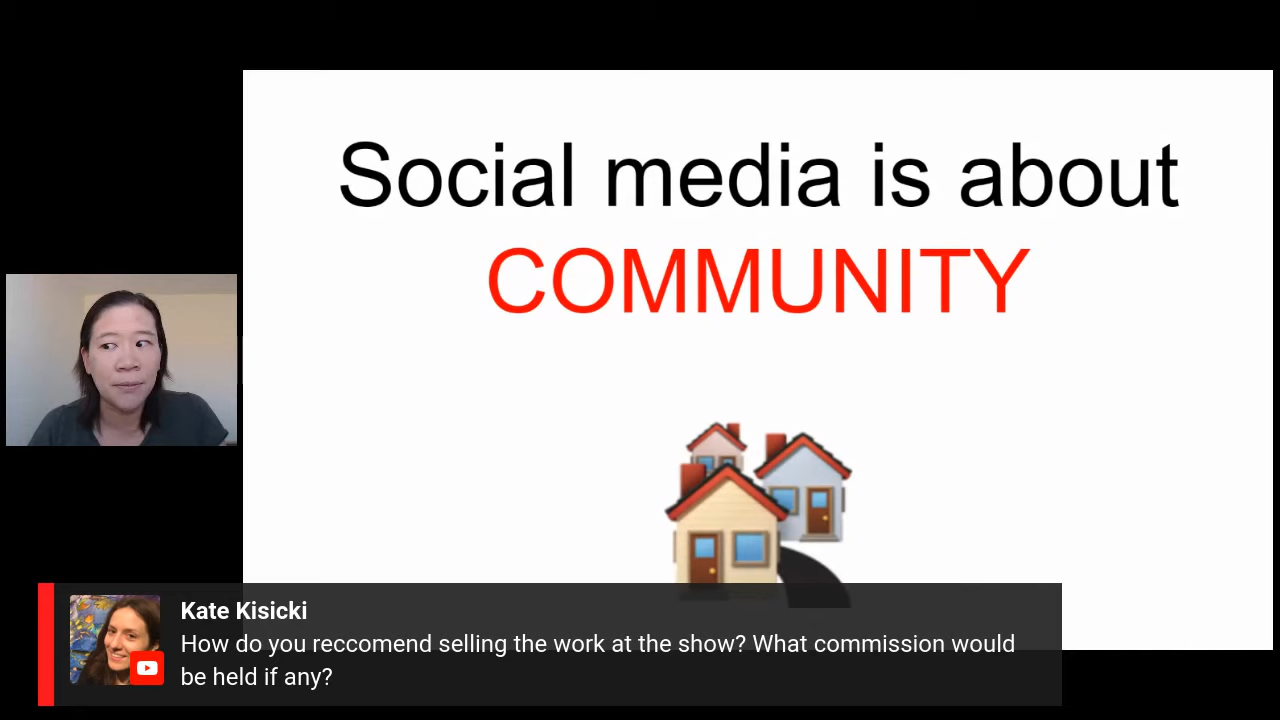 Social media is about
COMMUNITY
Kate Kisicki
How do you reccomend selling the work at the show? What commission would
be held if any?